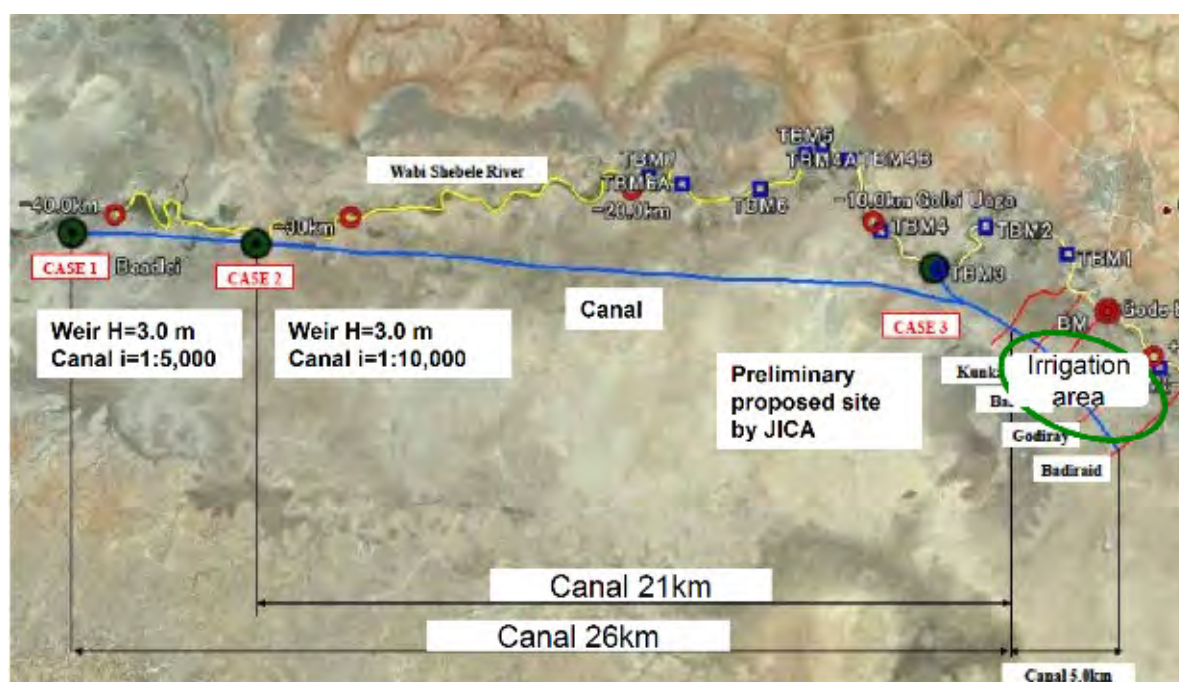 TBM5
TBM7
TBM4A
TBM4B
Wabi Shebele River
TBM6A
~20.0km
TBM6
~10.0km
TBM4
TBM2
~40.0km
~30km
TBM3
TBM1
CASE 1
CASE 2
Canal
CASE 3
BM
Gode
Weir H=3.0 m
Canal i=1:5,000
Weir H=3.0 m
Canal i=1:10,000
Preliminary
proposed site
by JICA
Irrigation
area
Godiray
Badiraid
Canal 21km
Canal 26km
Canal 5.0km